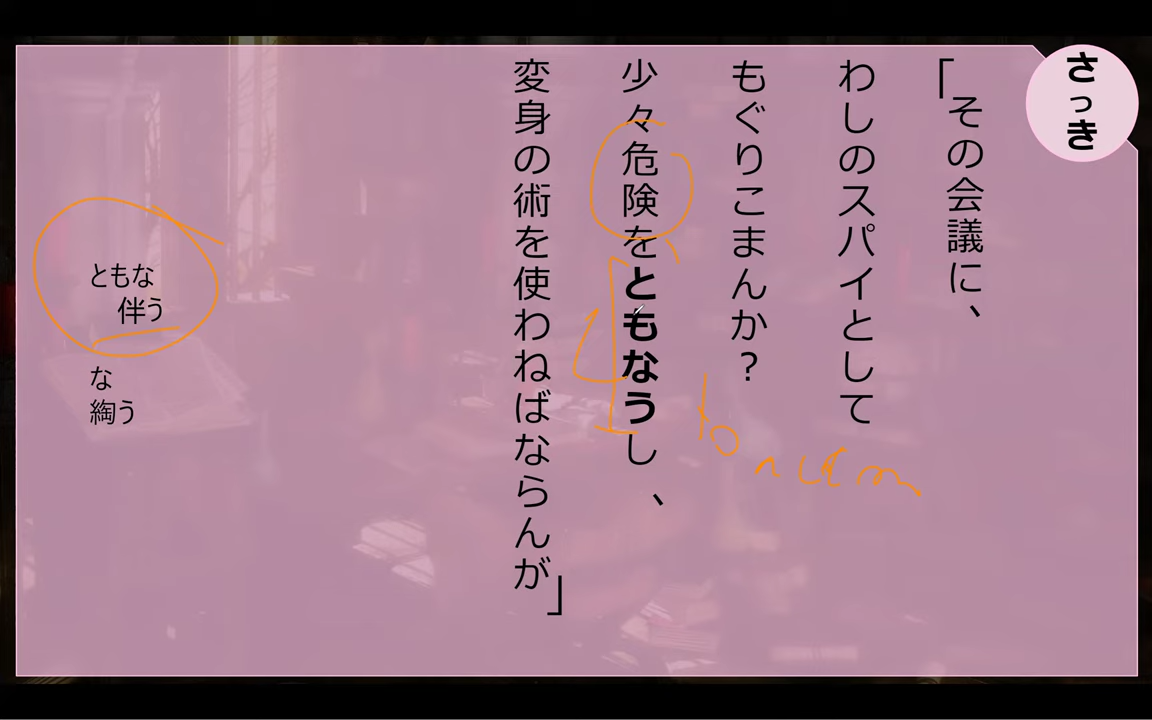 さっき
「その会議に、
わしのスパイとして
もぐりこまんか？
少々危険をともなうし、
変身の術を使わねばならんが」
ともな
伴う
な
綯う